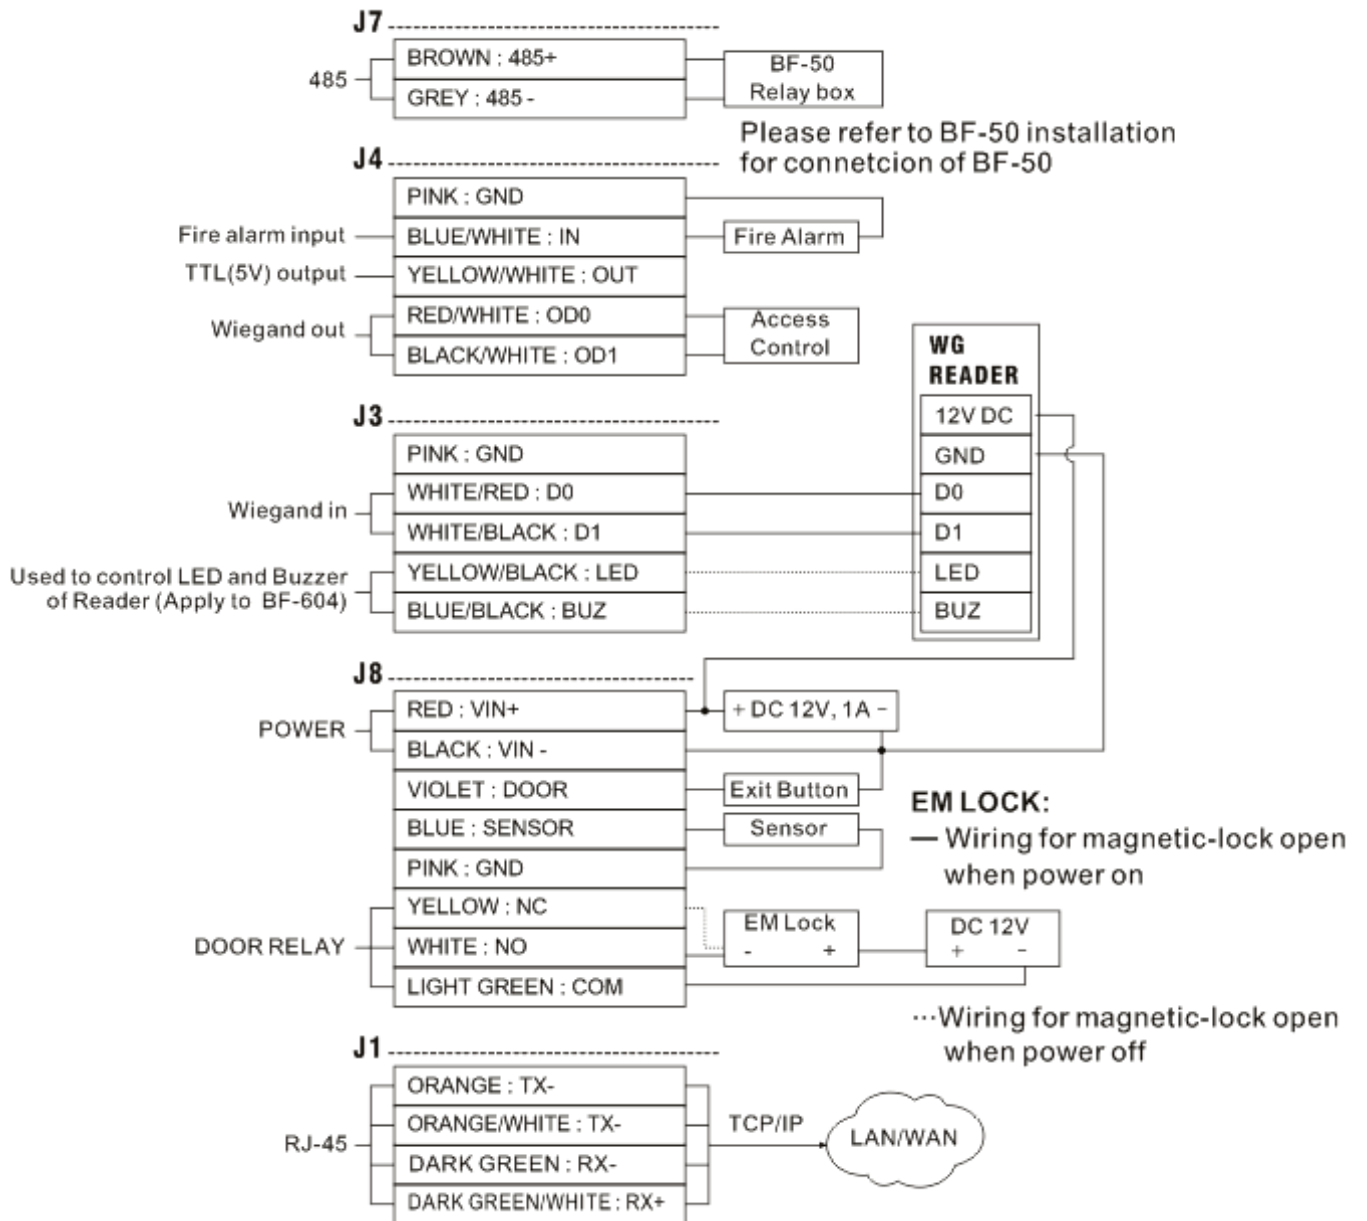 J7
485
BROWN : 485+
GREY : 485 -
BF-50
Relay box
Please refer to BF-50 installation
for connetcion of BF-50
J4
PINK : GND
Fire alarm input
BLUE/WHITE : IN
Fire Alarm
TTL(5V) output
YELLOW/WHITE : OUT
Wiegand out
RED/WHITE : OD0
BLACK/WHITE : OD1
Access
Control
WG
READER
12V DC
GND
D0
D1
LED
BUZ
J3
PINK : GND
Wiegand in
WHITE/RED : D0
WHITE/BLACK : D1
Used to control LED and Buzzer
of Reader (Apply to BF-604)
YELLOW/BLACK : LED
BLUE/BLACK : BUZ
J8
POWER
RED : VIN+
+ DC 12V, 1A -
BLACK : VIN -
VIOLET : DOOR
Exit Button
BLUE : SENSOR
Sensor
PINK : GND
EM LOCK:
— Wiring for magnetic-lock open
when power on
DOOR RELAY
YELLOW : NC
WHITE : NO
LIGHT GREEN : COM
EM Lock
- +
DC 12V
+ -
···Wiring for magnetic-lock open
when power off
J1
RJ-45
ORANGE : TX-
ORANGE/WHITE : TX-
DARK GREEN : RX-
DARK GREEN/WHITE : RX+
TCP/IP
LAN/WAN